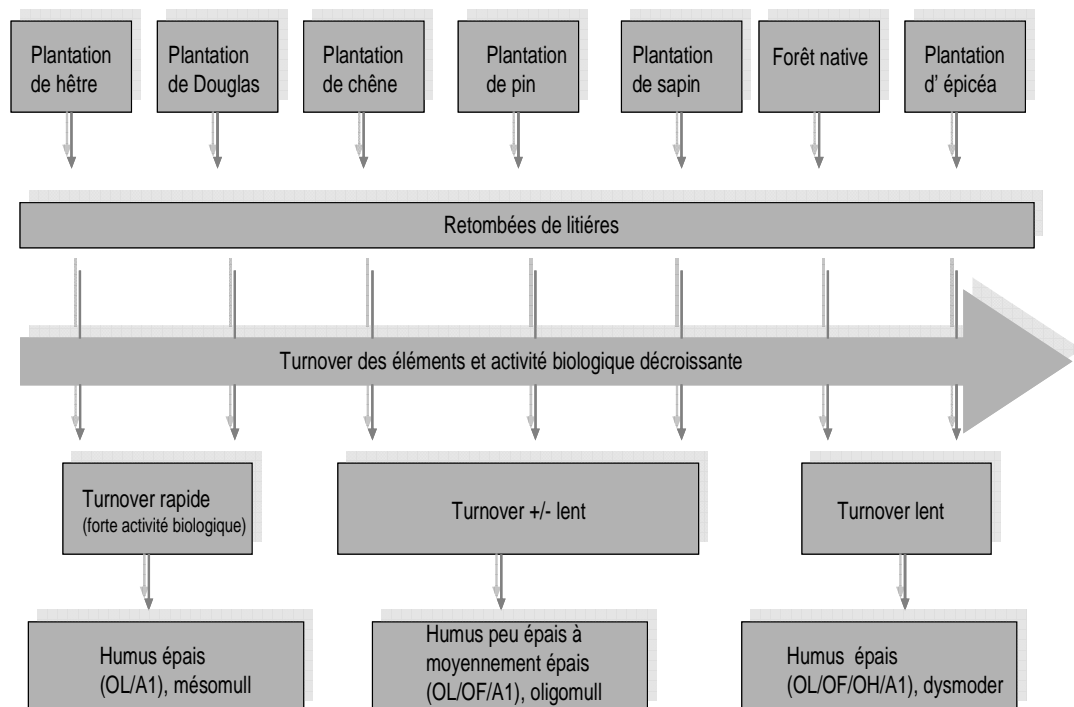 Plantation
de hêtre
Plantation
de Douglas
Plantation
de chêne
Plantation
de pin
Plantation
de sapin
Forêt native
Plantation
d' épicéa
Retombées de litiéres
Turnover des éléments et activité biologique décroissante
Turnover rapide
(forte activité biologique)
Turnover +/- lent
Turnover lent
Humus épais
(OL/A1), mésomull
Humus peu épais à
moyennement épais
(OL/OF/A1), oligomull
Humus épais
(OL/OF/OH/A1), dysmoder